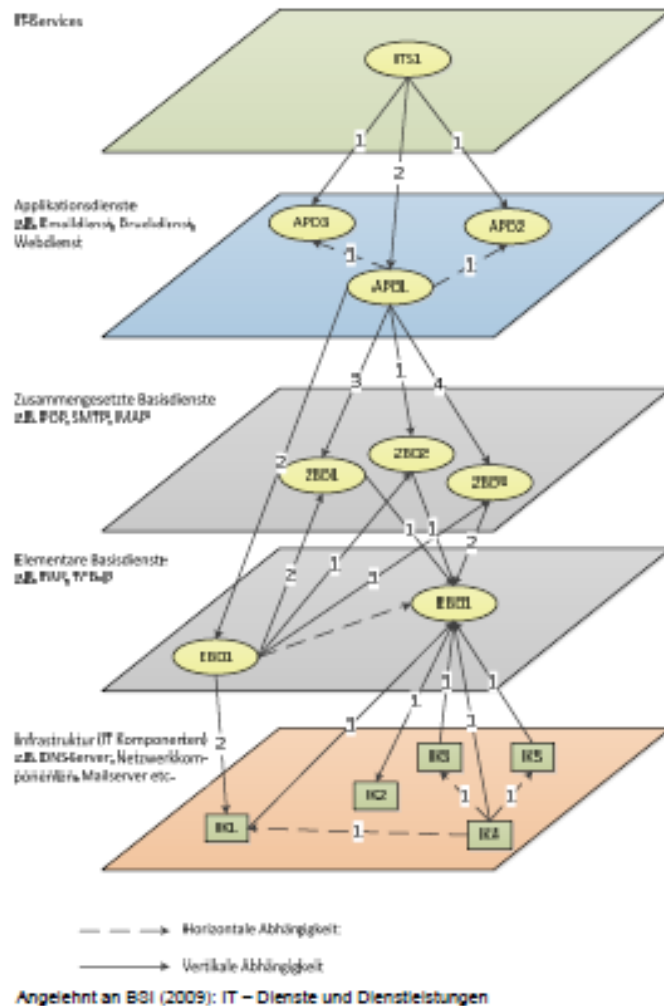 IT-Services
ITS1
1
2
1
Applikationsdienste
z.B. Emaildienst, Druckdienst,
Webdienst
APD3
APD2
1
1
APD1
3
1
4
Zusammengesetzte Basisdienste
z.B. POP, SMTP, IMAP
2
ZBD1
ZBD2
1
1
2
Elementare Basisdienste
2
1
1
EBD1
EBD1
Infrastruktur (IT Komponenten)
z.B. DNS-Server, Netzwerkkom-
ponenten, Mailserver etc.
2
1
1
1
1
1
IK5
IK2
1
1
IK1
1
IK4
Horizontale Abhängigkeit
Vertikale Abhängigkeit
Angelehnt an BSI (2009): IT – Dienste und Dienstleistungen